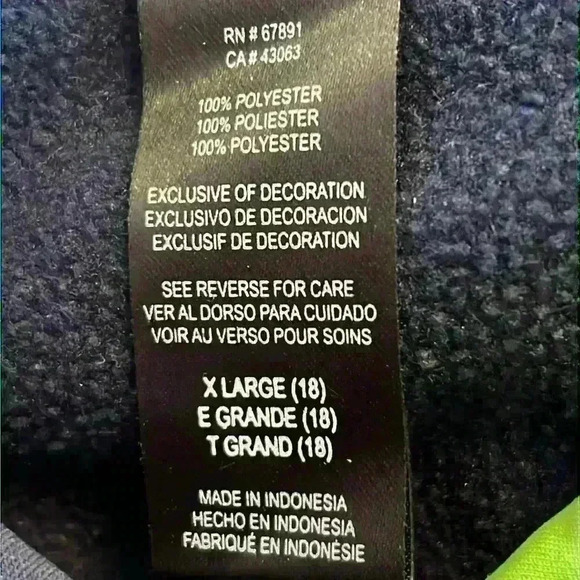 RN # 67891
CA # 43063
100% POLYESTER
100% POLIESTER
100% POLYESTER
EXCLUSIVE OF DECORATION
EXCLUSIVO DE DECORACION
EXCLUSIF DE DECORATION
SEE REVERSE FOR CARE
VER AL DORSO PARA CUIDADO
VOIR AU VERSO POUR SOINS
X LARGE (18)
E GRANDE (18)
T GRAND (18)
MADE IN INDONESIA
HECHO EN INDONESIA
FABRIQUÉ EN INDONÉSIE